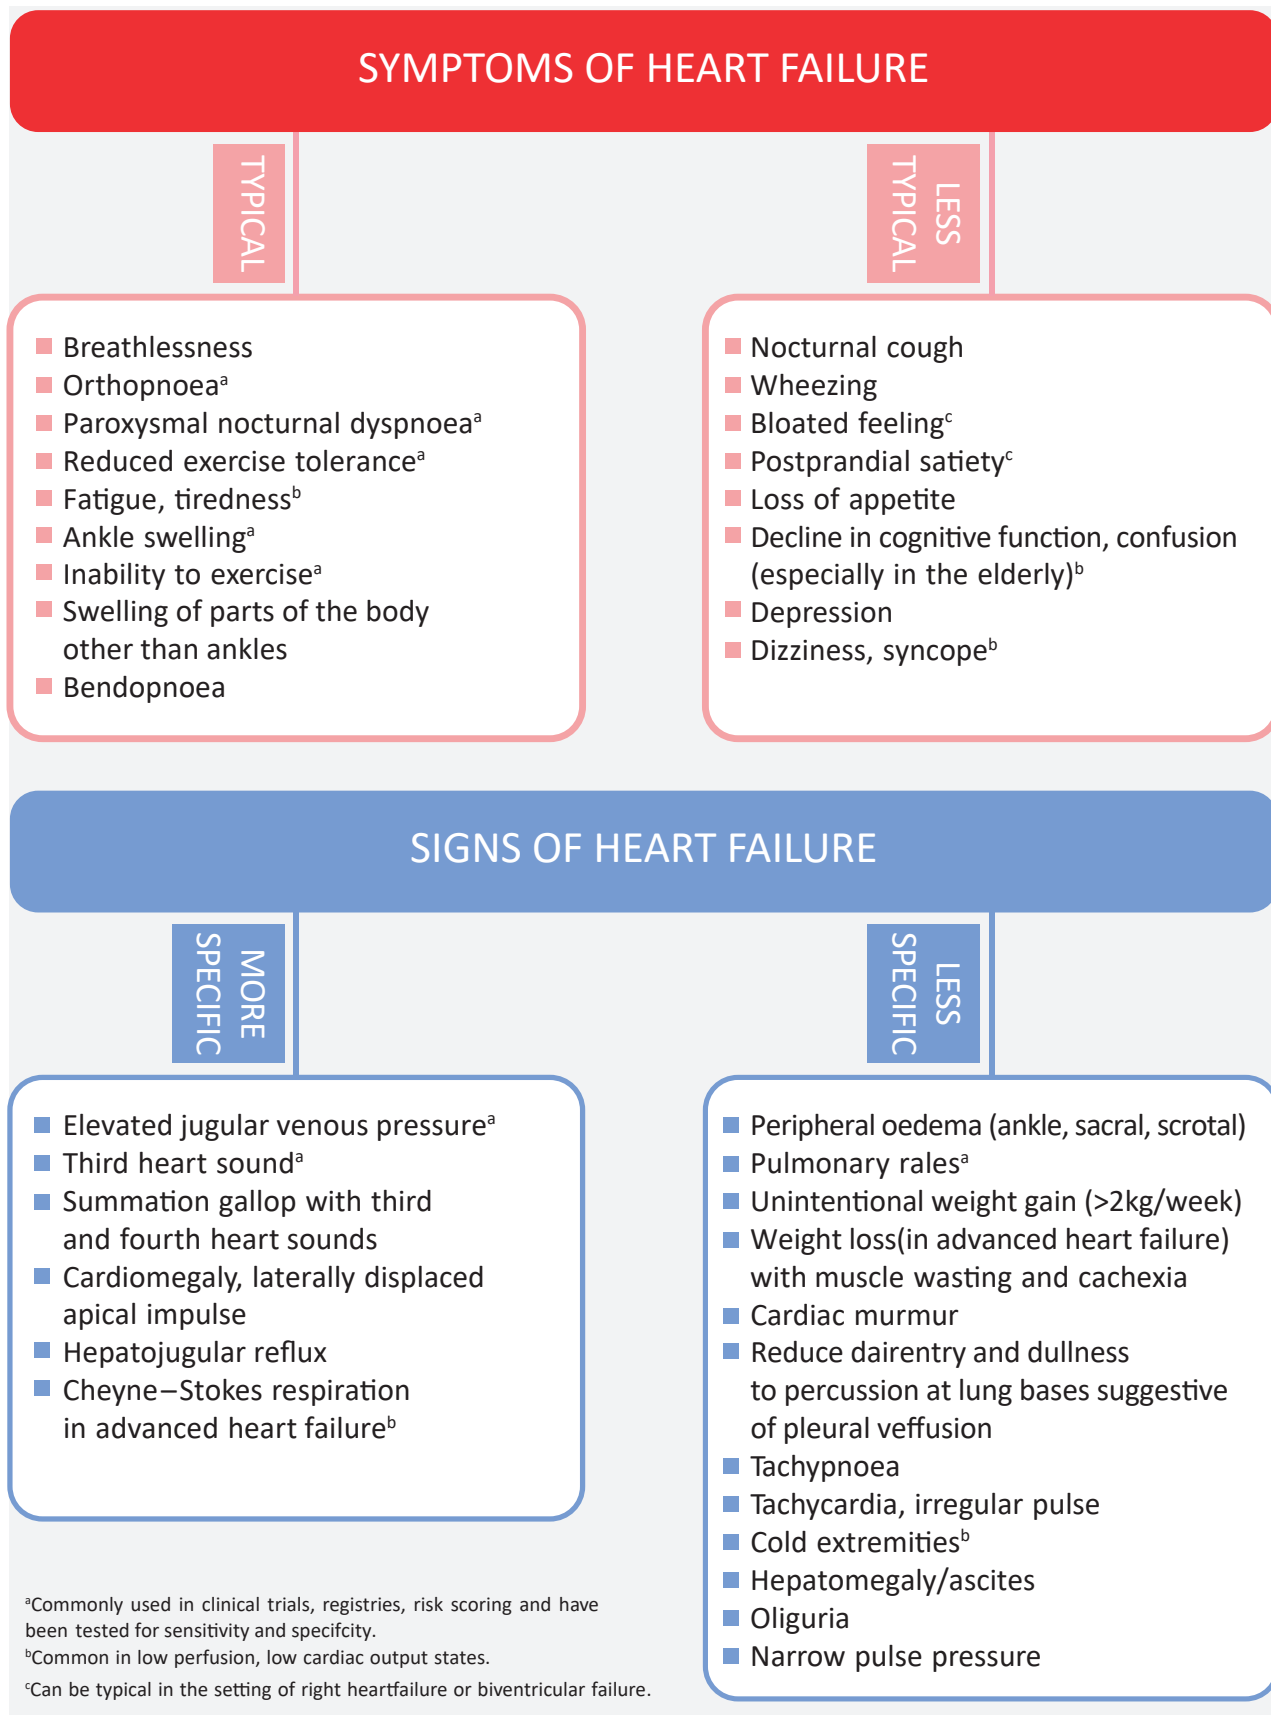 SYMPTOMS OF HEART FAILURE
TYPICAL
Breathlessness
Orthopnoeaᵃ
Paroxysmal nocturnal dyspnoeaᵃ
Reduced exercise toleranceᵃ
Fatigue, tirednessᵇ
Ankle swellingᵃ
Inability to exerciseᵃ
Swelling of parts of the body
other than ankles
Bendopnoea
LESS
TYPICAL
Nocturnal cough
Wheezing
Bloated feelingᶜ
Postprandial satietyᶜ
Loss of appetite
Decline in cognitive function, confusion
(especially in the elderly)ᵇ
Depression
Dizziness, syncopeᵇ
SIGNS OF HEART FAILURE
MORE
SPECIFIC
Elevated jugular venous pressureᵃ
Third heart soundᵃ
Summation gallop with third
and fourth heart sounds
Cardiomegaly, laterally displaced
apical impulse
Hepatojugular reflux
Cheyne–Stokes respiration
in advanced heart failureᵇ
LESS
SPECIFIC
Peripheral oedema (ankle, sacral, scrotal)
Pulmonary ralesᵃ
Unintentional weight gain (>2kg/week)
Weight loss(in advanced heart failure)
with muscle wasting and cachexia
Cardiac murmur
Reduce dairentry and dullness
to percussion at lung bases suggestive
of pleural veffusion
Tachypnoea
Tachycardia, irregular pulse
Cold extremitiesᵇ
Hepatomegaly/ascites
Oliguria
Narrow pulse pressure
ᵃCommonly used in clinical trials, registries, risk scoring and have
been tested for sensitivity and specifcity.
ᵇCommon in low perfusion, low cardiac output states.
ᶜCan be typical in the setting of right heartfailure or biventricular failure.